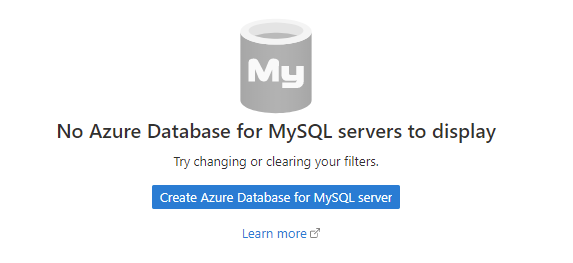 My
No Azure Database for MySQL servers to display
Try changing or clearing your filters.
Create Azure Database for MySQL server
Learn more